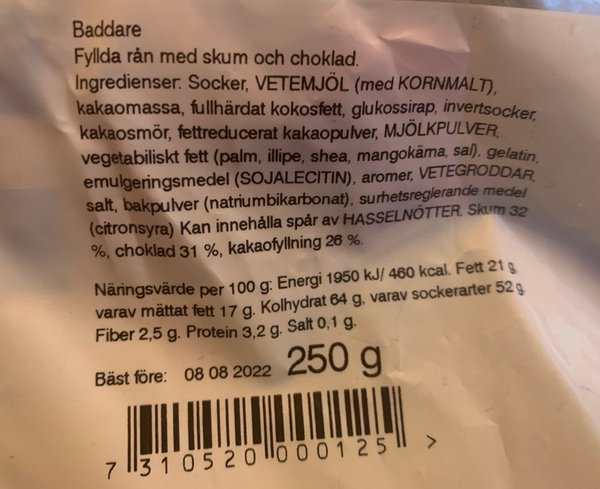 Baddare
Fyllda rån med skum och choklad.
Ingredienser: Socker, VETEMJÖL (med KORNMALT),
kakaomassa, fullhärdat kokosfett, glukossirap, invertsocker,
kakaosmör, fettreducerat kakaopulver, MJÖLKPULVER,
vegetabiliskt fett (palm, illipe, shea, mangokärna, sal), gelatin,
emulgeringsmedel (SOJALECITIN), aromer, VETEGRODDAR,
salt, bakpulver (natriumbikarbonat), surhetsreglerande medel
(citronsyra) Kan innehålla spår av HASSELNÖTTER. Skum 32
%, choklad 31 %, kakaofyllning 26 %.
Näringsvärde per 100 g: Energi 1950 kJ/ 460 kcal. Fett 21 g,
varav mättat fett 17 g. Kolhydrat 64 g, varav sockerarter 52 g
Fiber 2,5 g. Protein 3,2 g. Salt 0,1 g.
Bäst före: 08 08 2022 250 g
7 310520 000125 >